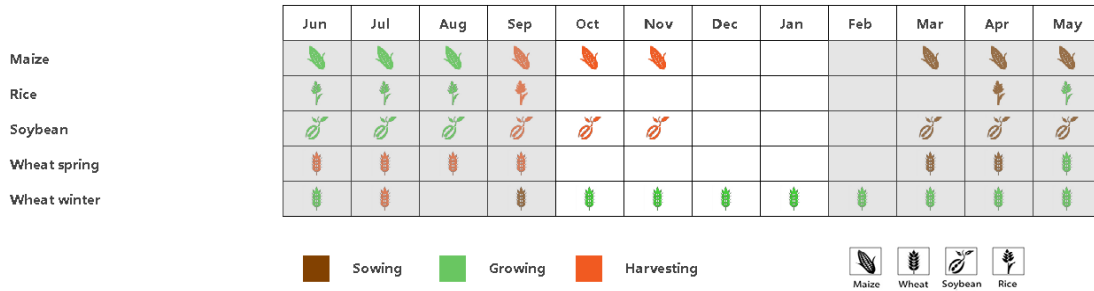 Jun Jul Aug Sep Oct Nov Dec Jan Feb Mar Apr May
Maize
Rice
Soybean
Wheat spring
Wheat winter
Sowing Growing Harvesting
Maize Wheat Soybean Rice